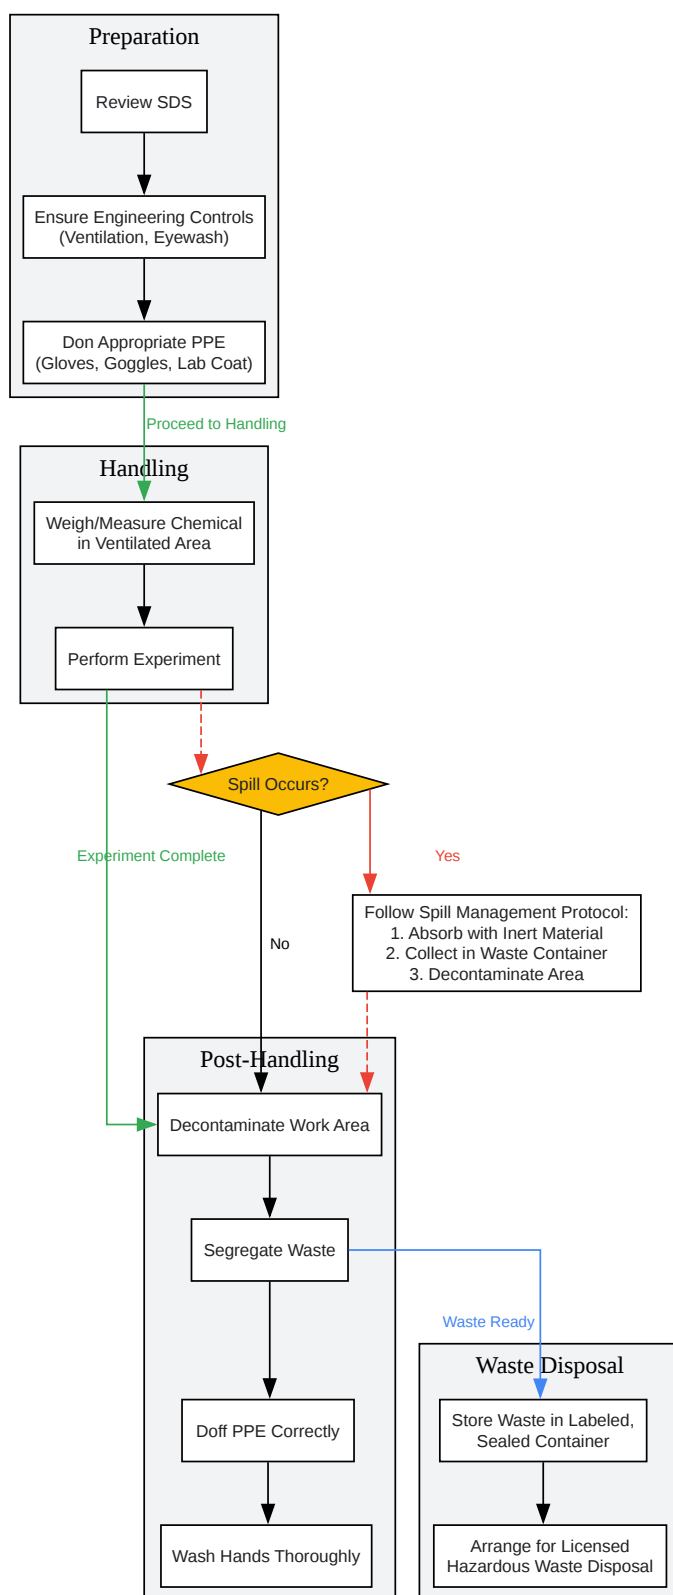 Preparation
Review SDS
Ensure Engineering Controls
(Ventilation, Eyewash)
Don Appropriate PPE
(Gloves, Goggles, Lab Coat)
Proceed to Handling
Handling
Weigh/Measure Chemical
in Ventilated Area
Perform Experiment
Spill Occurs?
Experiment Complete
Yes
No
Follow Spill Management Protocol:
1. Absorb with Inert Material
2. Collect in Waste Container
3. Decontaminate Area
Post-Handling
Decontaminate Work Area
Segregate Waste
Waste Ready
Waste Disposal
Doff PPE Correctly
Store Waste in Labeled,
Sealed Container
Wash Hands Thoroughly
Arrange for Licensed
Hazardous Waste Disposal